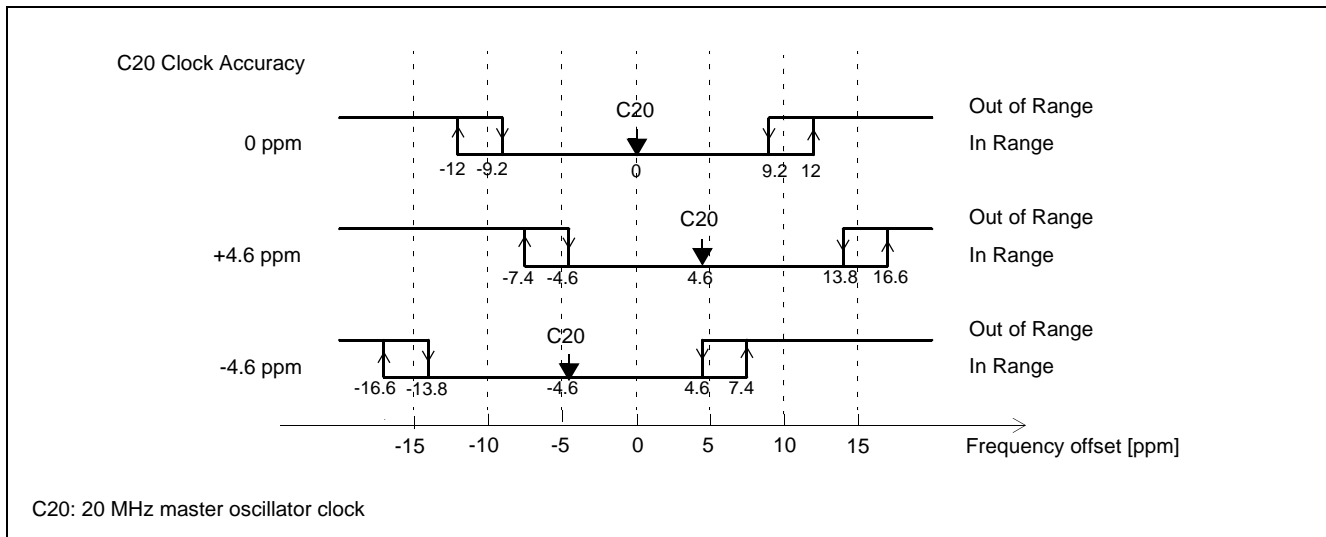 C20 Clock Accuracy
C20
Out of Range
0 ppm
In Range
-12 -9.2 0 9.2 12
C20
Out of Range
+4.6 ppm
In Range
-7.4 -4.6 4.6 13.8 16.6
C20
Out of Range
-4.6 ppm
In Range
-16.6 -13.8 -4.6 4.6 7.4
-15 -10 -5 0 5 10 15 Frequency offset [ppm]
C20: 20 MHz master oscillator clock